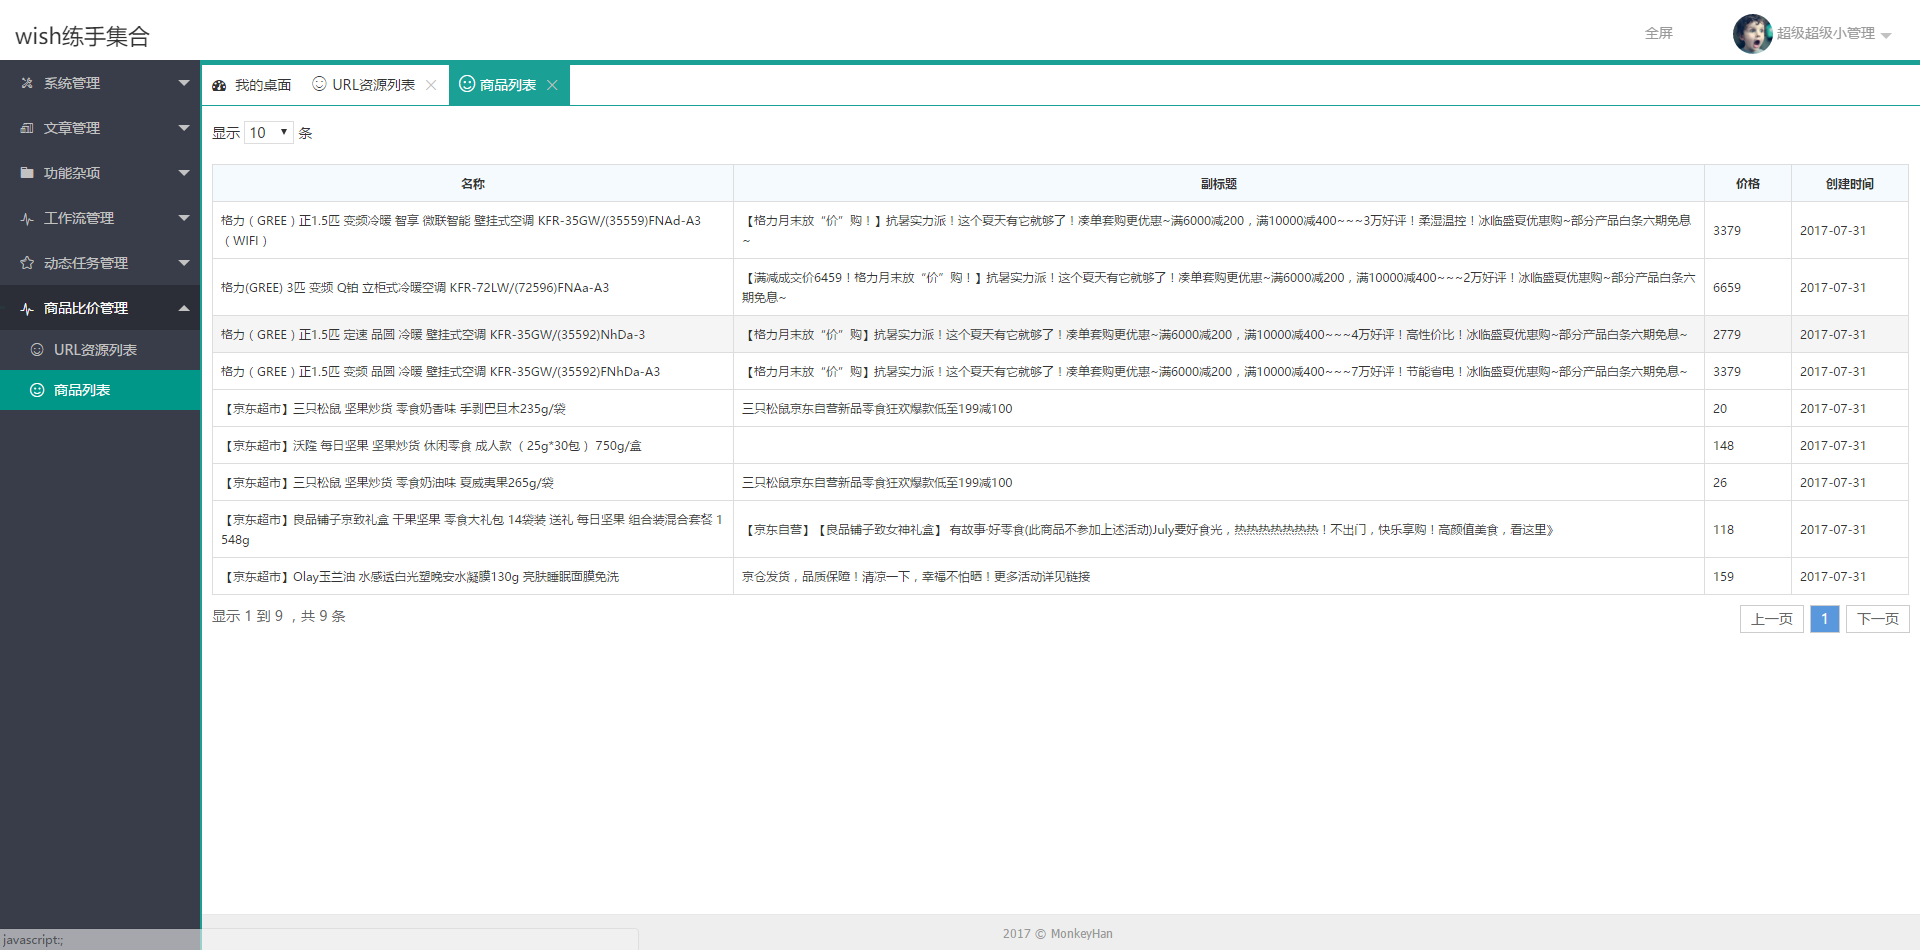 wish练手集合
全屏
超级超级小管理
系统管理
文章管理
功能杂项
工作流管理
动态任务管理
商品比价管理
URL资源列表
商品列表
我的桌面
URL资源列表
商品列表
显示 10 条
名称 副标题 价格 创建时间
格力（GREE）正1.5匹 变频冷暖 智享 微联智能 壁挂式空调 KFR-35GW/(35559)FNAd-A3
（WIFI）
【格力月末放“价”购！】抗暑实力派！这个夏天有它就够了！凑单套购更优惠~满6000减200，满10000减400~~~3万好评！柔湿温控！冰临盛夏优惠购~部分产品白条六期免息
~
3379 2017-07-31
格力(GREE) 3匹 变频 Q铂 立柜式冷暖空调 KFR-72LW/(72596)FNAa-A3
【满减成交价6459！格力月末放“价”购！】抗暑实力派！这个夏天有它就够了！凑单套购更优惠~满6000减200，满10000减400~~~2万好评！冰临盛夏优惠购~部分产品白条六
期免息~
6659 2017-07-31
格力（GREE）正1.5匹 定速 品圆 冷暖 壁挂式空调 KFR-35GW/(35592)NhDa-3 【格力月末放“价”购】抗暑实力派！这个夏天有它就够了！凑单套购更优惠~满6000减200，满10000减400~~~4万好评！高性价比！冰临盛夏优惠购~部分产品白条六期免息~ 2779 2017-07-31
格力（GREE）正1.5匹 变频 品圆 冷暖 壁挂式空调 KFR-35GW/(35592)FNhDa-A3 【格力月末放“价”购】抗暑实力派！这个夏天有它就够了！凑单套购更优惠~满6000减200，满10000减400~~~7万好评！节能省电！冰临盛夏优惠购~部分产品白条六期免息~ 3379 2017-07-31
【京东超市】三只松鼠 坚果炒货 零食奶香味 手剥巴旦木235g/袋 三只松鼠京东自营新品零食狂欢爆款低至199减100 20 2017-07-31
【京东超市】沃隆 每日坚果 坚果炒货 休闲零食 成人款 （25g*30包）750g/盒 148 2017-07-31
【京东超市】三只松鼠 坚果炒货 零食奶油味 夏威夷果265g/袋 三只松鼠京东自营新品零食狂欢爆款低至199减100 26 2017-07-31
【京东超市】良品铺子京致礼盒 干果坚果 零食大礼包 14袋装 送礼 每日坚果 组合装混合套餐 1
548g
【京东自营】【良品铺子致女神礼盒】 有故事·好零食(此商品不参加上述活动)July要好食光，热热热热热热热！不出门，快乐享购！高颜值美食，看这里》
118 2017-07-31
【京东超市】Olay玉兰油 水感透白光塑晚安水凝膜130g 亮肤睡眠面膜免洗 京仓发货，品质保障！清凉一下，幸福不怕晒！更多活动详见链接 159 2017-07-31
显示 1 到 9 ，共 9 条
上一页 1 下一页
2017 © MonkeyHan
javascript:;